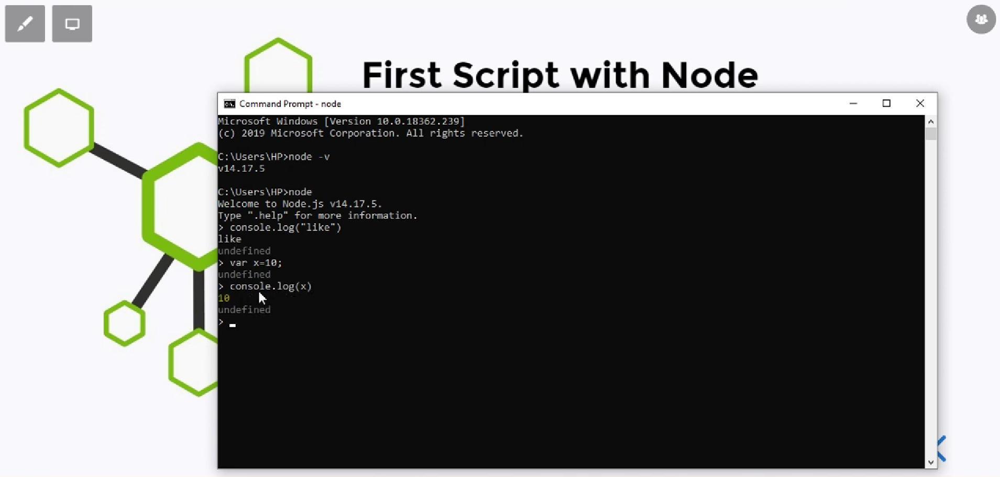 First Script with Node
Command Prompt - node
Microsoft Windows [Version 10.0.18362.239]
(c) 2019 Microsoft Corporation. All rights reserved.
C:\Users\HP>node -v
v14.17.5
C:\Users\HP>node
Welcome to Node.js v14.17.5.
Type ".help" for more information.
> console.log("like")
like
undefined
> var x=10;
undefined
> console.log(x)
10
undefined
>